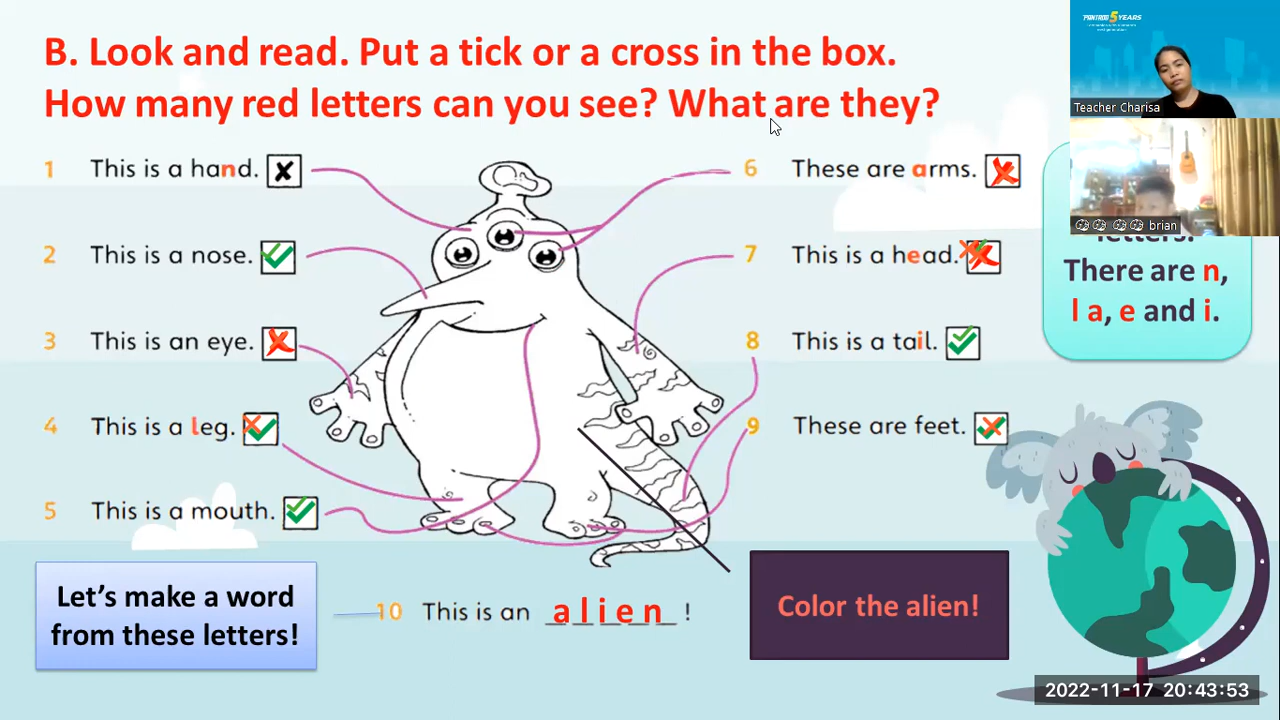 B. Look and read. Put a tick or a cross in the box.
How many red letters can you see? What are they?
1 This is a hand.
2 This is a nose.
3 This is an eye.
4 This is a leg.
5 This is a mouth.
6 These are arms.
7 This is a head.
8 This is a tail.
9 These are feet.
letters.
There are n,
l a, e and i.
Let's make a word
from these letters!
10 This is an alien !
Color the alien!
5 YEARS
Teacher Charisa
brian
2022-11-17 20:43:53